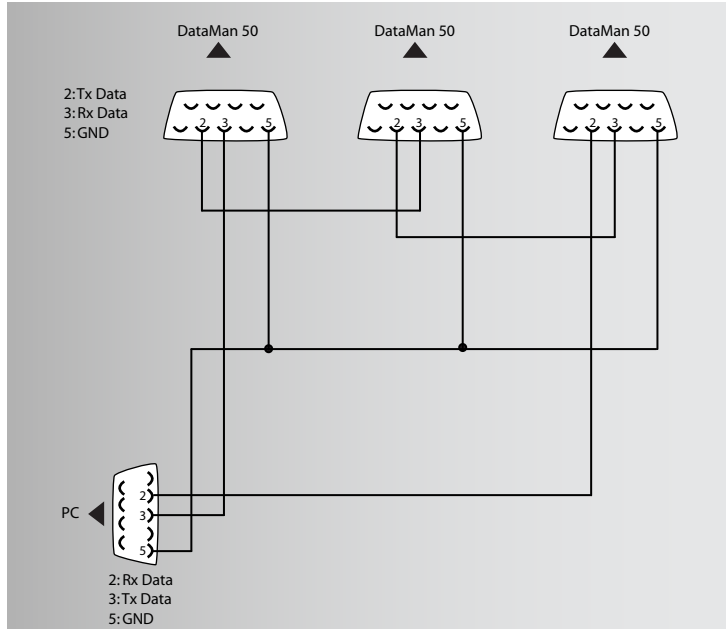 DataMan 50
DataMan 50
DataMan 50
2:Tx Data
3:Rx Data
5:GND
2 3 5
2 3 5
2 3 5
PC
2
3
5
2:Rx Data
3:Tx Data
5:GND